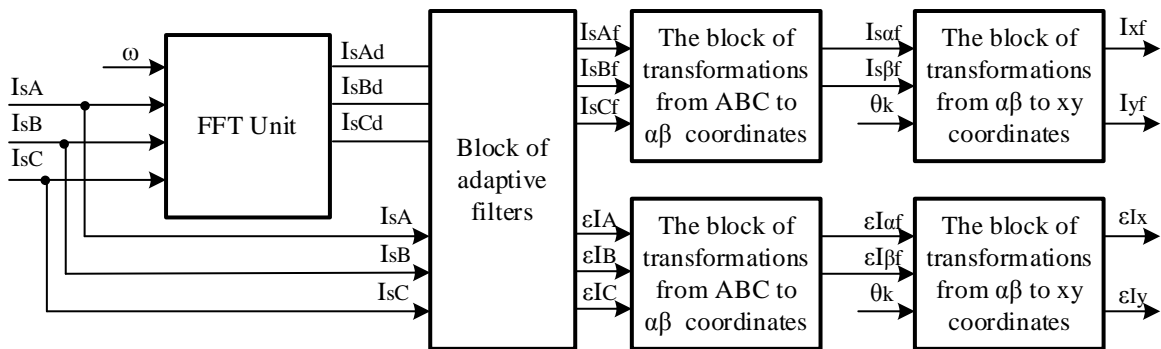 ω
IsA
IsB
IsC
FFT Unit
IsAd
IsBd
IsCd
IsA
IsB
IsC
Block of
adaptive
filters
IsAf
IsBf
IsCf
The block of
transformations
from ABC to
αβ coordinates
Isαf
Isβf
θk
The block of
transformations
from αβ to xy
coordinates
Ixf
Iyf
εIA
εIB
εIC
The block of
transformations
from ABC to
αβ coordinates
εIαf
εIβf
θk
The block of
transformations
from αβ to xy
coordinates
εIx
εIy